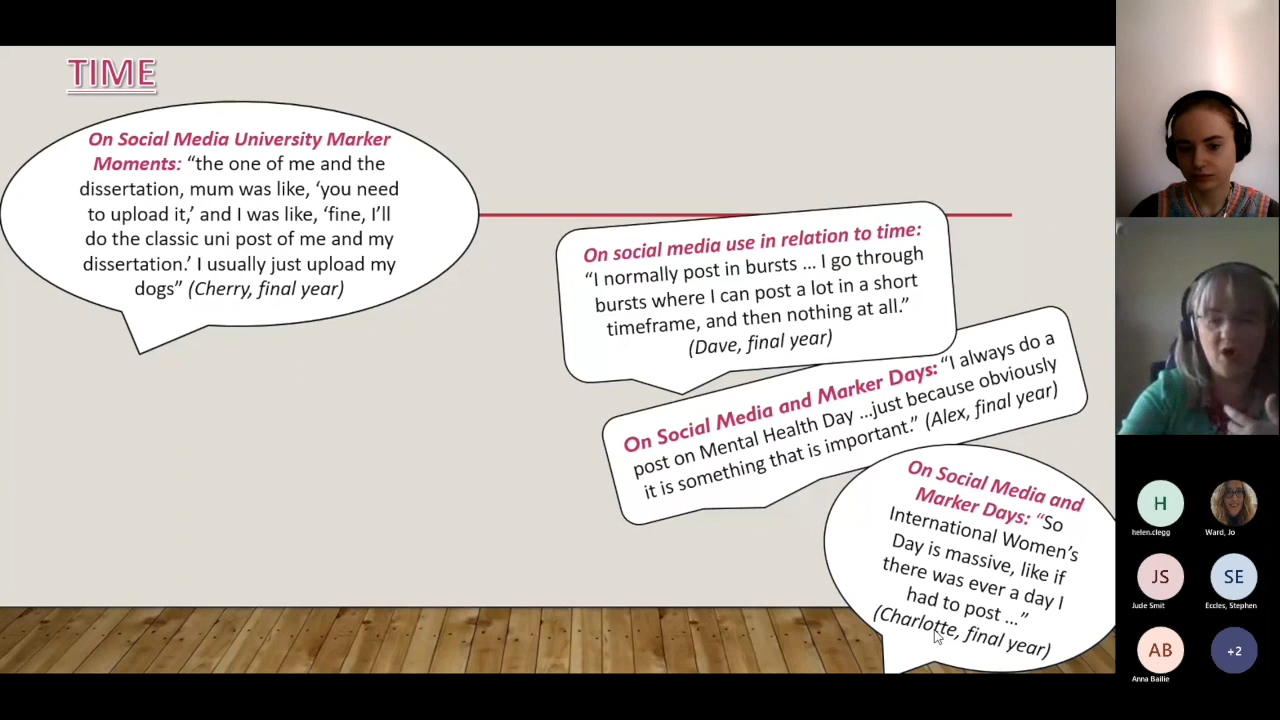 TIME
On Social Media University Marker
Moments: “the one of me and the
dissertation, mum was like, ‘you need
to upload it,’ and I was like, ‘fine, I’ll
do the classic uni post of me and my
dissertation.’ I usually just upload my
dogs” (Cherry, final year)
On social media use in relation to time:
“I normally post in bursts ... I go through
bursts where I can post a lot in a short
timeframe, and then nothing at all.”
(Dave, final year)
On Social Media and Marker Days: “I always do a
post on Mental Health Day ...just because obviously
it is something that is important.” (Alex, final year)
On Social Media and
Marker Days: “So
International Women’s
Day is massive, like if
there was ever a day I
had to post ...”
(Charlotte, final year)
H
helen.clegg
Ward, Jo
JS
Jude Smit
SE
Eccles, Stephen
AB
Anna Bailie
+2